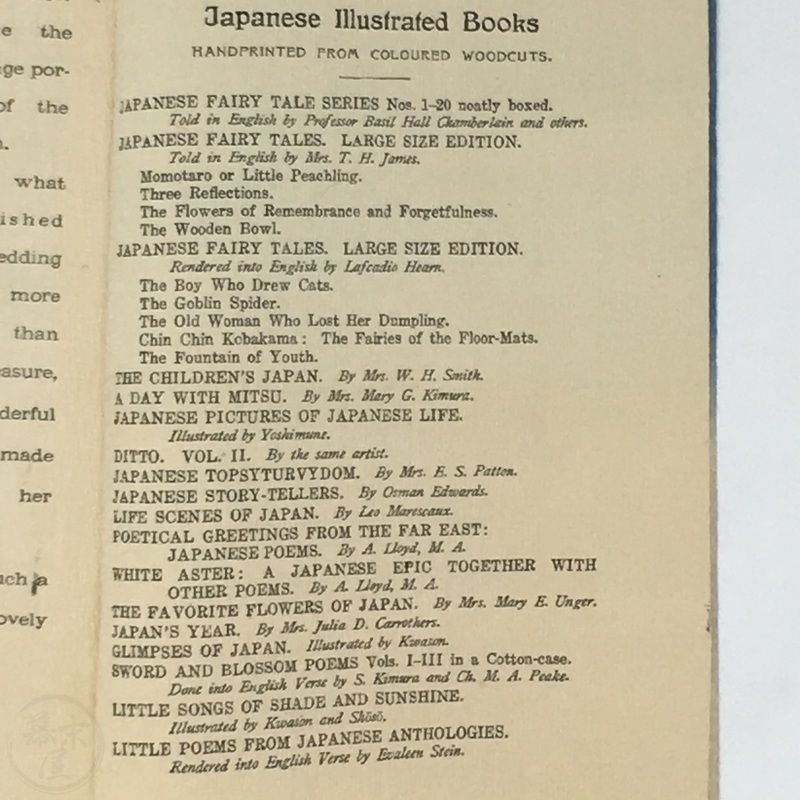 e the
ge por-
of the
what
ished
edding
more
than
asure,
derful
made
her
uch a
ovely
Japanese Illustrated Books
HANDPRINTED FROM COLOURED WOODCUTS.
JAPANESE FAIRY TALE SERIES Nos. 1-20 neatly boxed.
Told in English by Professor Basil Hall Chamberlain and others.
JAPANESE FAIRY TALES. LARGE SIZE EDITION.
Told in English by Mrs. T. H. James.
Momotaro or Little Peachling.
Three Reflections.
The Flowers of Remembrance and Forgetfulness.
The Wooden Bowl.
JAPANESE FAIRY TALES. LARGE SIZE EDITION.
Rendered into English by Lafcadio Hearn.
The Boy Who Drew Cats.
The Goblin Spider.
The Old Woman Who Lost Her Dumpling.
Chin Chin Kobakama: The Fairies of the Floor-Mats.
The Fountain of Youth.
THE CHILDREN'S JAPAN. By Mrs. W. H. Smith.
A DAY WITH MITSU. By Mrs. Mary G. Kimura.
JAPANESE PICTURES OF JAPANESE LIFE.
Illustrated by Yoshimune.
DITTO. VOL. II. By the same artist.
JAPANESE TOPSYTURVYDOM. By Mrs. E. S. Patton.
JAPANESE STORY-TELLERS. By Osman Edwards.
LIFE SCENES OF JAPAN. By Leo Marescaux.
POETICAL GREETINGS FROM THE FAR EAST:
JAPANESE POEMS. By A. Lloyd, M. A.
WHITE ASTER: A JAPANESE EPIC TOGETHER WITH
OTHER POEMS. By A. Lloyd, M. A.
THE FAVORITE FLOWERS OF JAPAN. By Mrs. Mary E. Unger.
JAPAN'S YEAR. By Mrs. Julia D. Carrothers.
GLIMPSES OF JAPAN. Illustrated by Kwason.
SWORD AND BLOSSOM POEMS Vols. I-III in a Cotton-case.
Done into English Verse by S. Kimura and Ch. M. A. Peake.
LITTLE SONGS OF SHADE AND SUNSHINE.
Illustrated by Kwason and Shōsō.
LITTLE POEMS FROM JAPANESE ANTHOLOGIES.
Rendered into English Verse by Evaleen Stein.